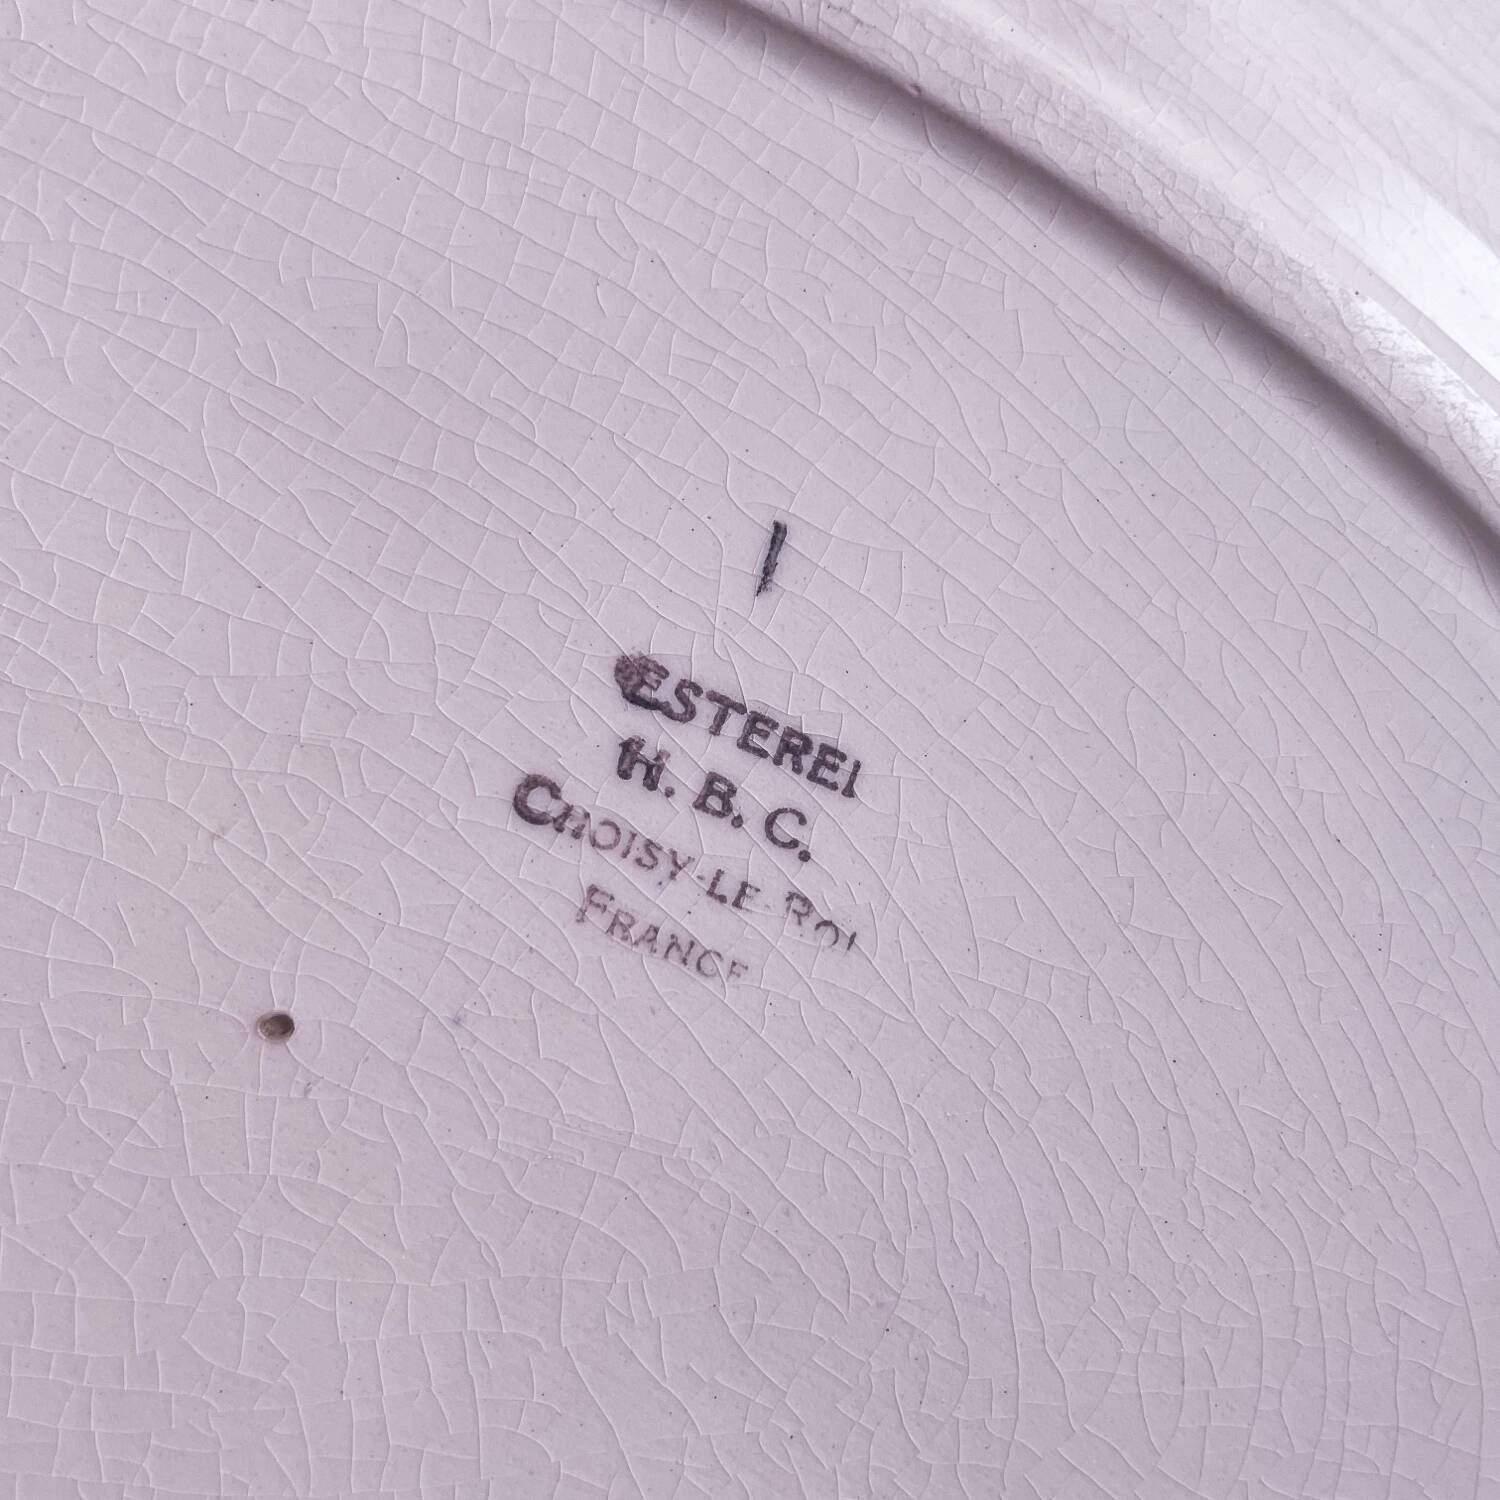 I
ESTEREL
H. B. C.
CHOISY-LE-ROI
FRANCE